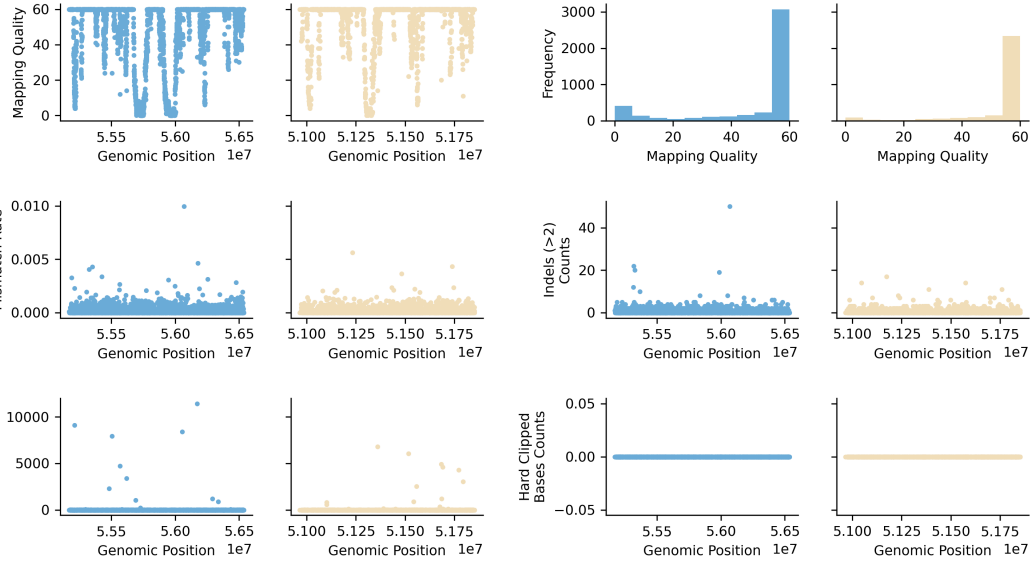 60
40
20
0
Mapping Quality
5.55 5.60 5.65
Genomic Position 1e7
5.100 5.125 5.150 5.175
Genomic Position 1e7
3000
2000
1000
0
Frequency
0 20 40 60
Mapping Quality
0 20 40 60
Mapping Quality
0.010
0.005
0.000
5.55 5.60 5.65
Genomic Position 1e7
5.100 5.125 5.150 5.175
Genomic Position 1e7
Indels (>2)
Counts
40
20
0
5.55 5.60 5.65
Genomic Position 1e7
5.100 5.125 5.150 5.175
Genomic Position 1e7
10000
5000
0
5.55 5.60 5.65
Genomic Position 1e7
5.100 5.125 5.150 5.175
Genomic Position 1e7
Hard Clipped
Bases Counts
0.05
0.00
−0.05
5.55 5.60 5.65
Genomic Position 1e7
5.100 5.125 5.150 5.175
Genomic Position 1e7